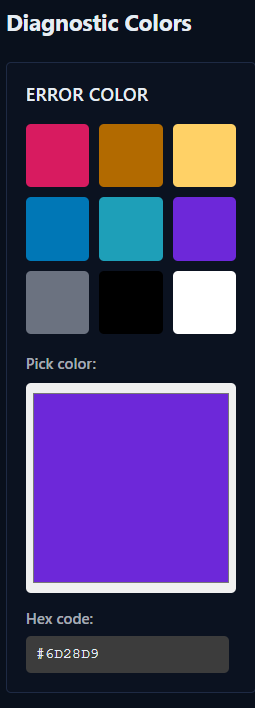 Diagnostic Colors
ERROR COLOR
Pick color:
Hex code:
#6D28D9